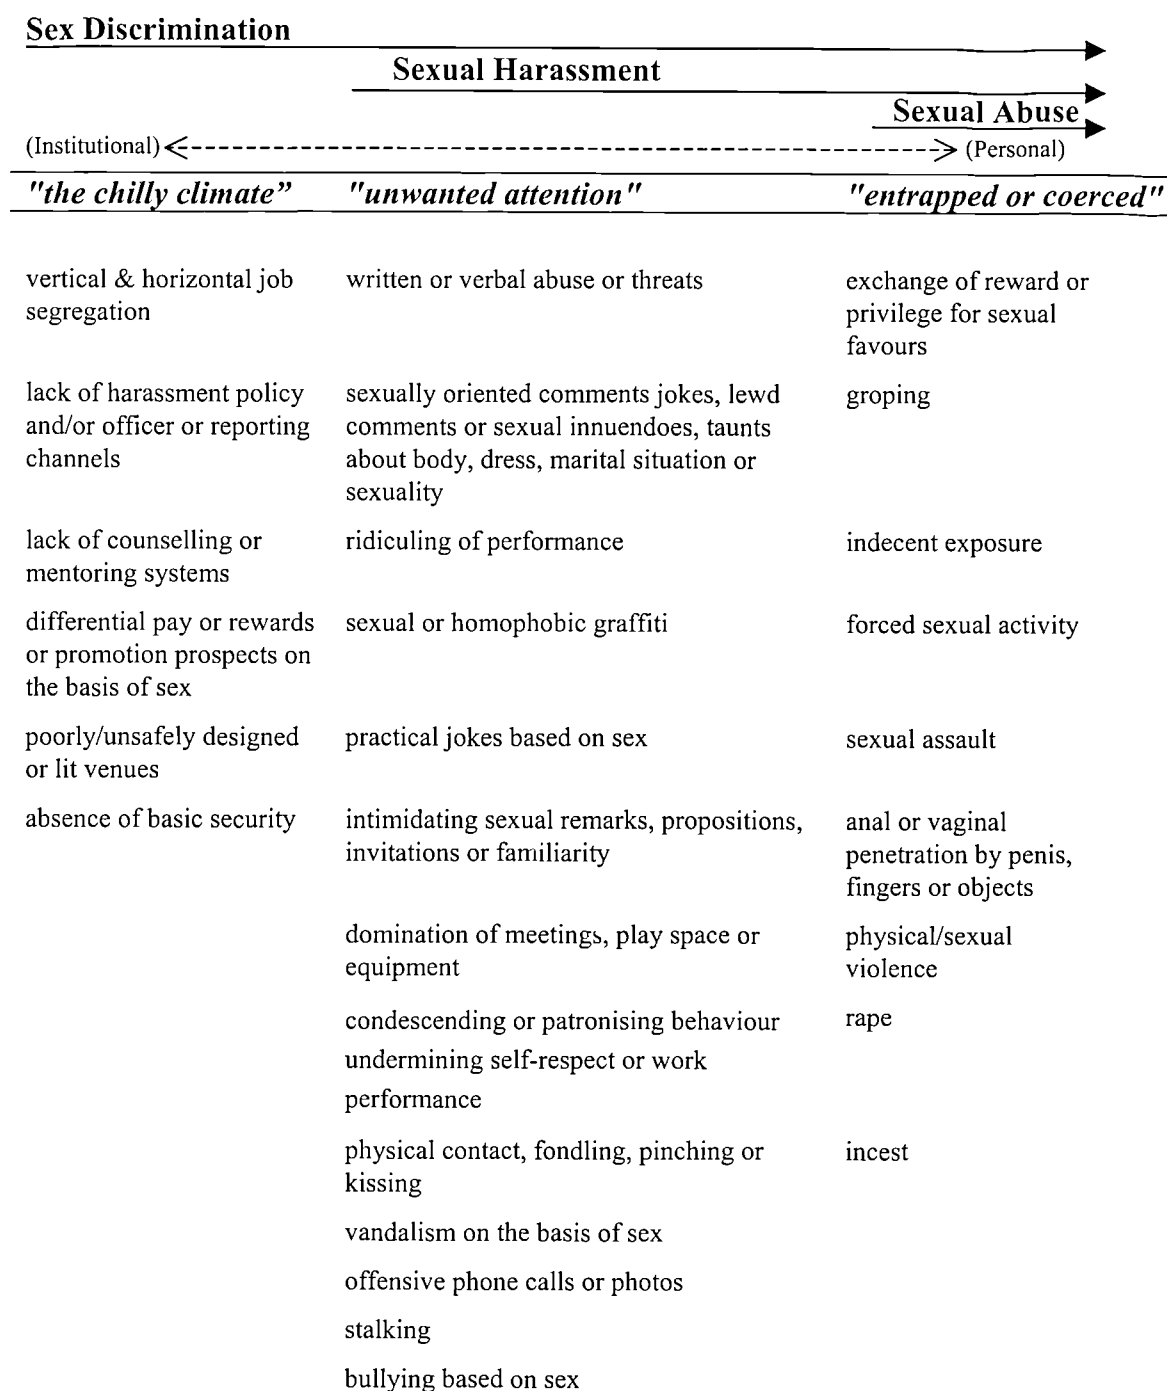 Sex Discrimination
Sexual Harassment
Sexual Abuse
(Institutional) (Personal)
"the chilly climate” "unwanted attention" "entrapped or coerced"
vertical & horizontal job
segregation
written or verbal abuse or threats
exchange of reward or
privilege for sexual
favours
lack of harassment policy
and/or officer or reporting
channels
sexually oriented comments jokes, lewd
comments or sexual innuendoes, taunts
about body, dress, marital situation or
sexuality
groping
lack of counselling or
mentoring systems
ridiculing of performance
indecent exposure
differential pay or rewards
or promotion prospects on
the basis of sex
sexual or homophobic graffiti
forced sexual activity
poorly/unsafely designed
or lit venues
practical jokes based on sex
sexual assault
absence of basic security
intimidating sexual remarks, propositions,
invitations or familiarity
anal or vaginal
penetration by penis,
fingers or objects
domination of meetings, play space or
equipment
physical/sexual
violence
condescending or patronising behaviour
undermining self-respect or work
performance
rape
physical contact, fondling, pinching or
kissing
incest
vandalism on the basis of sex
offensive phone calls or photos
stalking
bullying based on sex